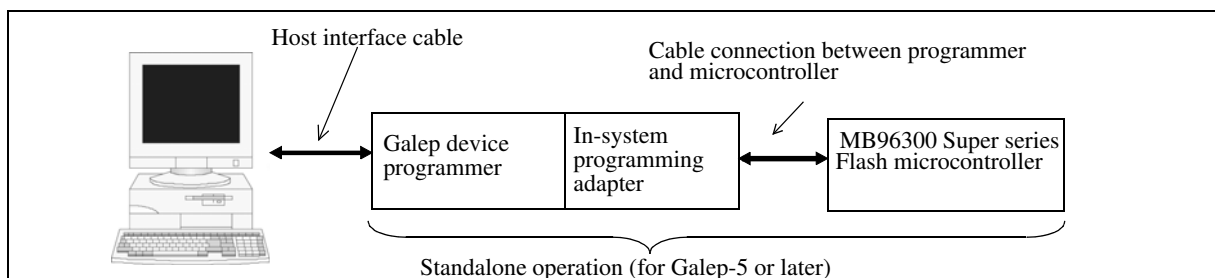 Host interface cable
Cable connection between programmer
and microcontroller
Galep device
programmer
In-system
programming
adapter
MB96300 Super series
Flash microcontroller
Standalone operation (for Galep-5 or later)